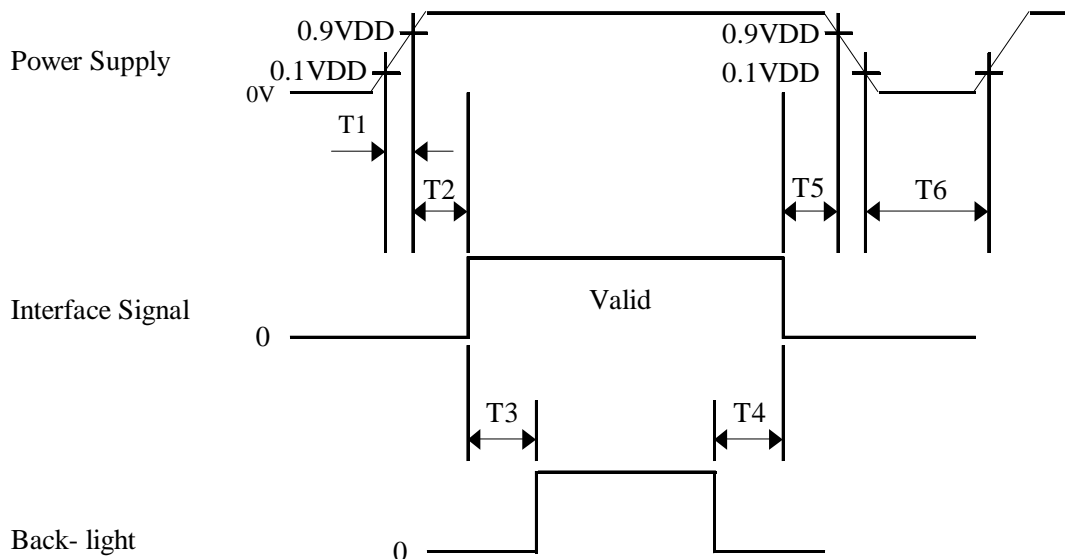 0.9VDD 0.9VDD
Power Supply 0.1VDD 0.1VDD
0V
T1
T2 T5 T6
Valid
Interface Signal
0
T3 T4
Back- light 0